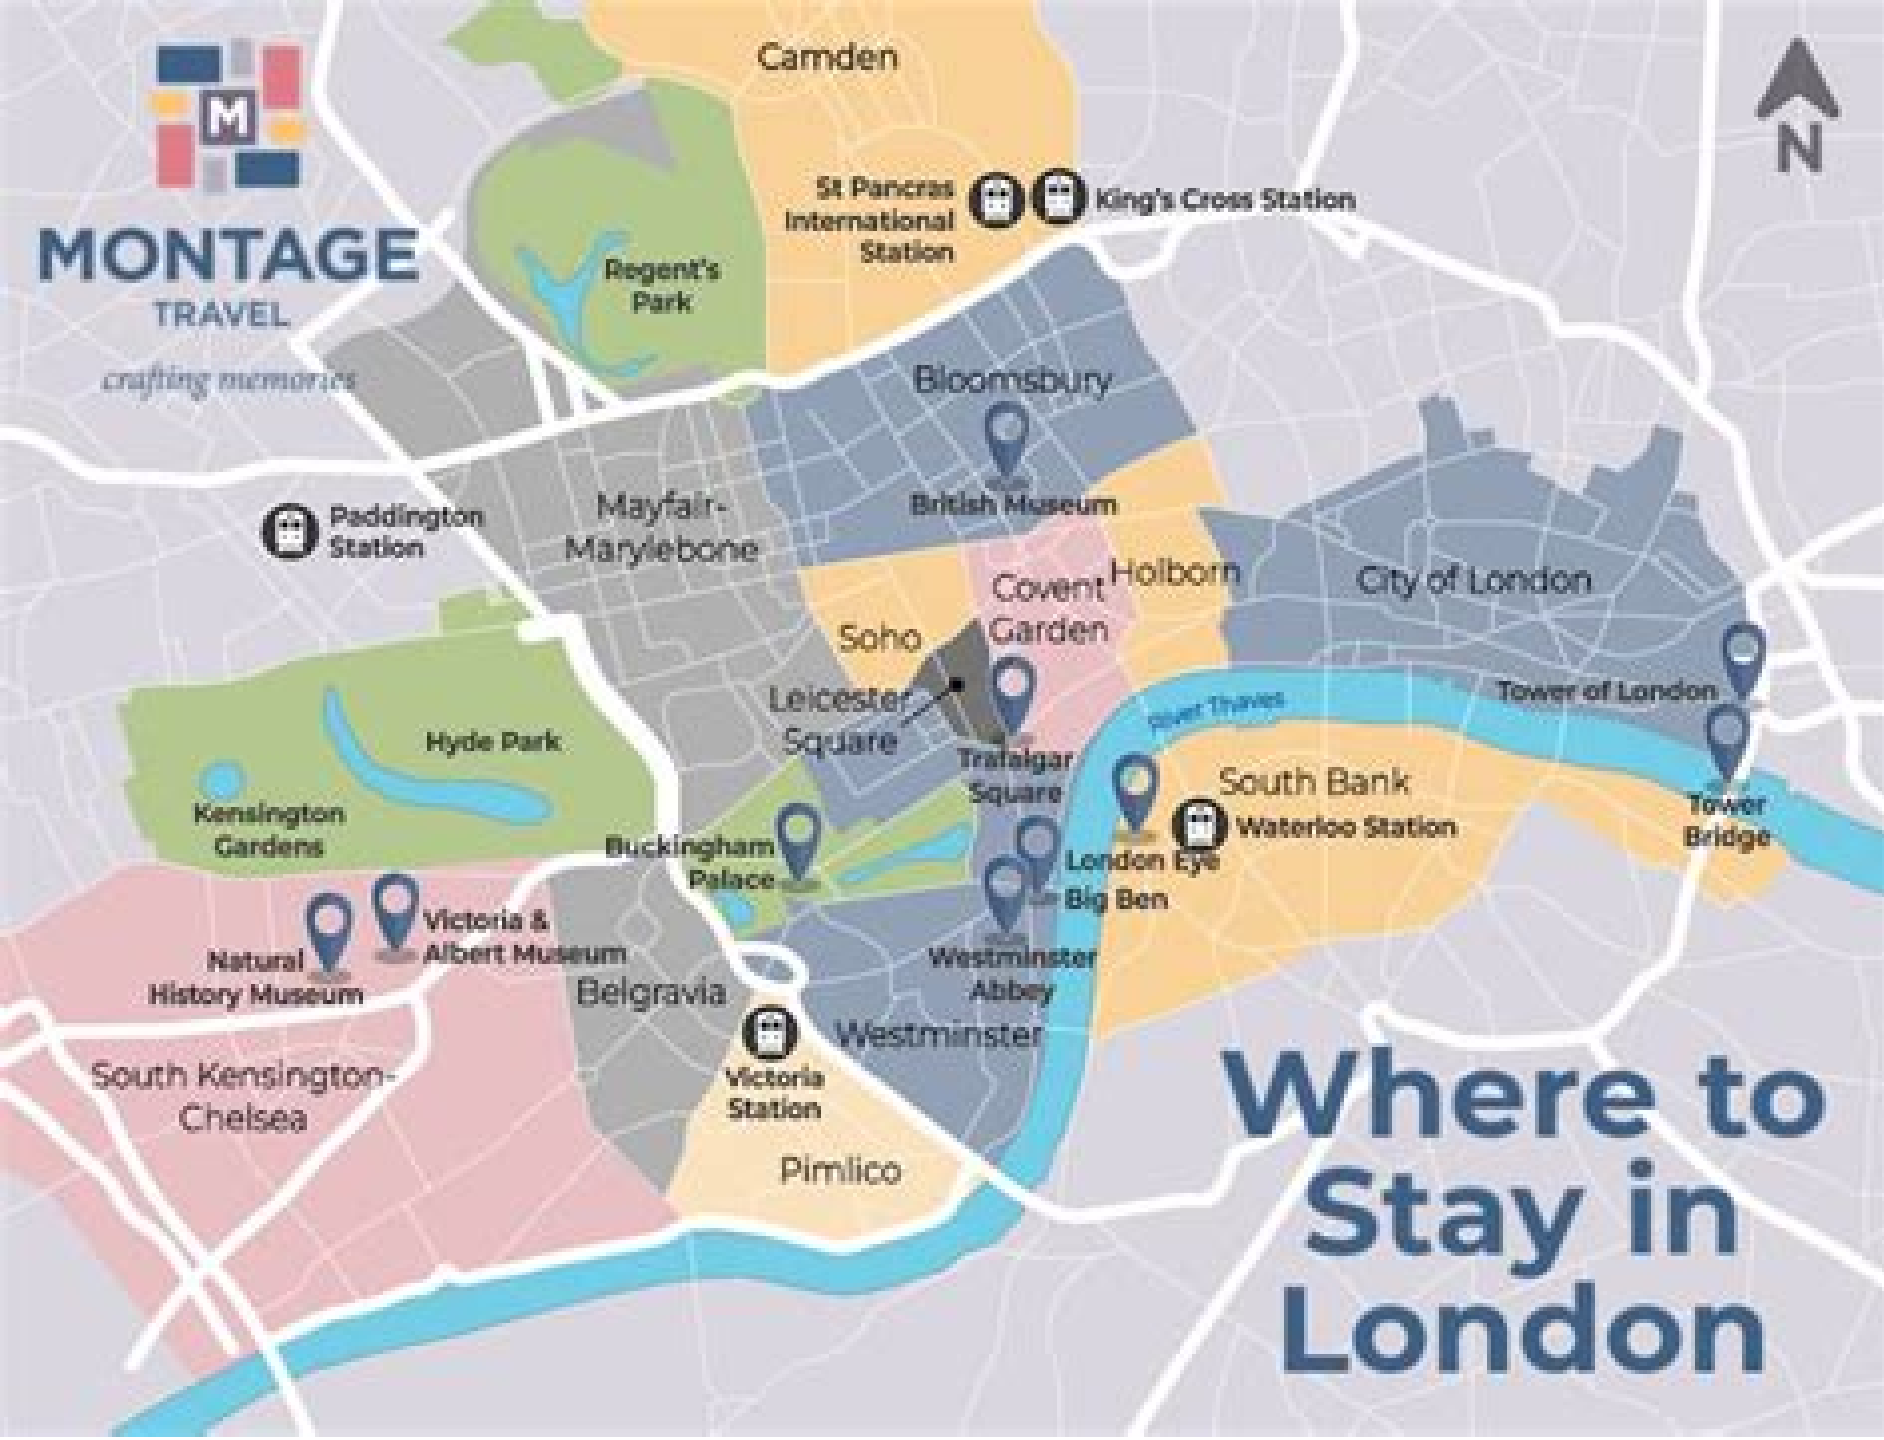 M
MONTAGE
TRAVEL
crafting memories
N
Camden
St Pancras
International
Station
King's Cross Station
Regent's
Park
Bloomsbury
British Museum
Paddington
Station
Mayfair-
Marylebone
Covent
Garden
Holborn
City of London
Soho
Leicester
Square
Tower of London
River Thaves
Hyde Park
Kensington
Gardens
Trafalgar
Square
South Bank
Waterloo Station
Tower
Bridge
Buckingham
Palace
London Eye
Big Ben
Victoria &
Albert Museum
Natural
History Museum
Westminster
Abbey
Belgravia
Westminster
South Kensington-
Chelsea
Victoria
Station
Pimlico
Where to
Stay in
London